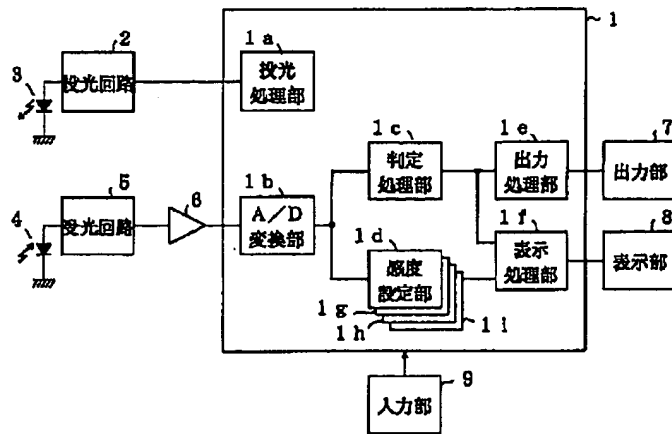 1
2
投光回路
3
1a
投光
処理部
1c
判定
処理部
1e
出力
処理部
7
出力部
5
受光回路
4
6
1b
A/D
変換部
1d
感度
設定部
1g
1h
1i
1f
表示
処理部
8
表示部
9
入力部